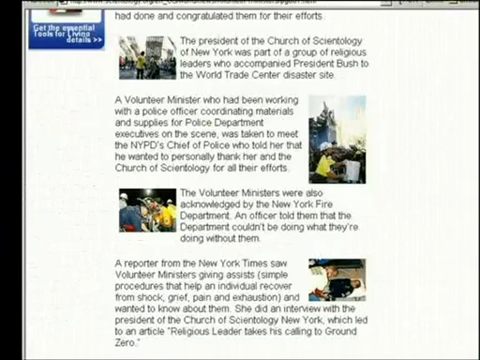 had done and congratulated them for their efforts.
Get the essential
Tools for Living
details >>
The president of the Church of Scientology
of New York was part of a group of religious
leaders who accompanied President Bush to
the World Trade Center disaster site.
A Volunteer Minister who had been working
with a police officer coordinating materials
and supplies for Police Department
executives on the scene, was taken to meet
the NYPD's Chief of Police who told her that
he wanted to personally thank her and the
Church of Scientology for all their efforts.
The Volunteer Ministers were also
acknowledged by the New York Fire
Department. An officer told them that the
Department couldn't be doing what they're
doing without them.
A reporter from the New York Times saw
Volunteer Ministers giving assists (simple
procedures that help an individual recover
from shock, grief, pain and exhaustion) and
wanted to know about them. She did an interview with the
president of the Church of Scientology New York, which led
to an article "Religious Leader takes his calling to Ground
Zero."